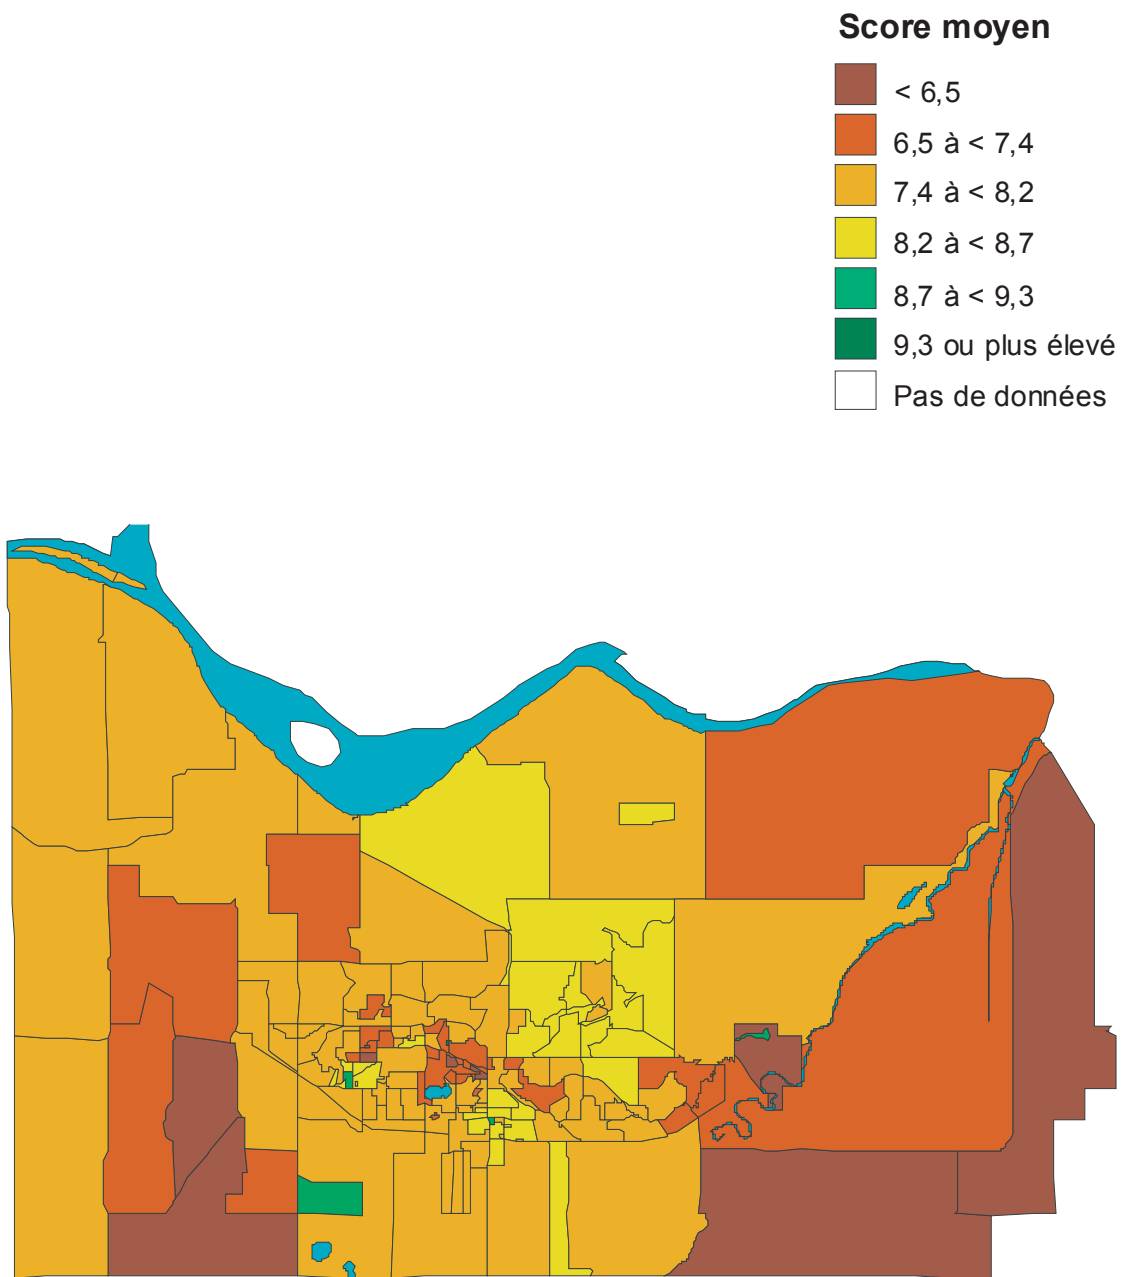 Score moyen
< 6,5
6,5 à < 7,4
7,4 à < 8,2
8,2 à < 8,7
8,7 à < 9,3
9,3 ou plus élevé
Pas de données